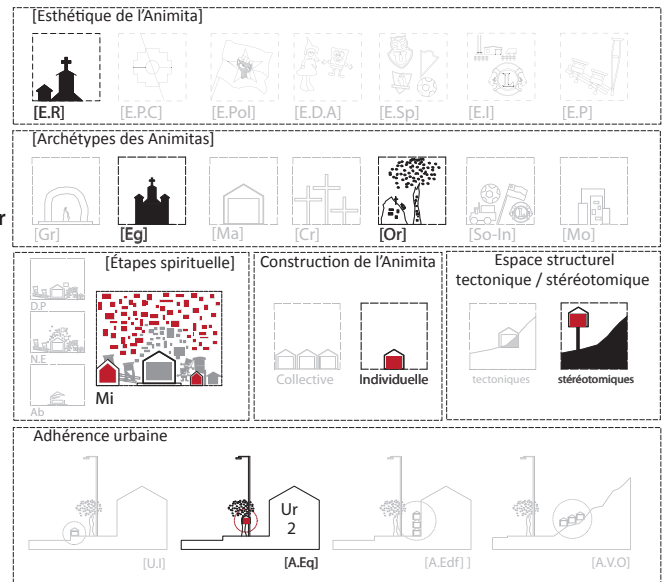 [Esthétique de l'Animita]
[E.R] [E.P.C] [E.Pol] [E.D.A] [E.Sp] [E.I] [E.P]
[Archétypes des Animitas]
r
[Gr] [Eg] [Ma] [Cr] [Or] [So-In] [Mo]
[Étapes spirituelle]
D.P
N.E
Ab
Mi
Construction de l'Animita
Collective Individuelle
Espace structurel
tectonique / stéréotomique
tectoniques stéréotomiques
Adhérence urbaine
Ur
2
[U.I] [A.Eq] [A.Edf] ] [A.V.O]